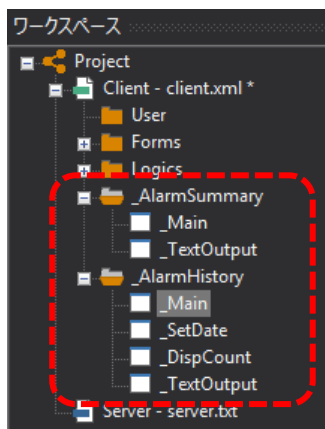 ワークスペース
Project
Client - client.xml *
User
Forms
Logics
_AlarmSummary
_Main
_TextOutput
_AlarmHistory
_Main
_SetDate
_DispCount
_TextOutput
Server - server.txt